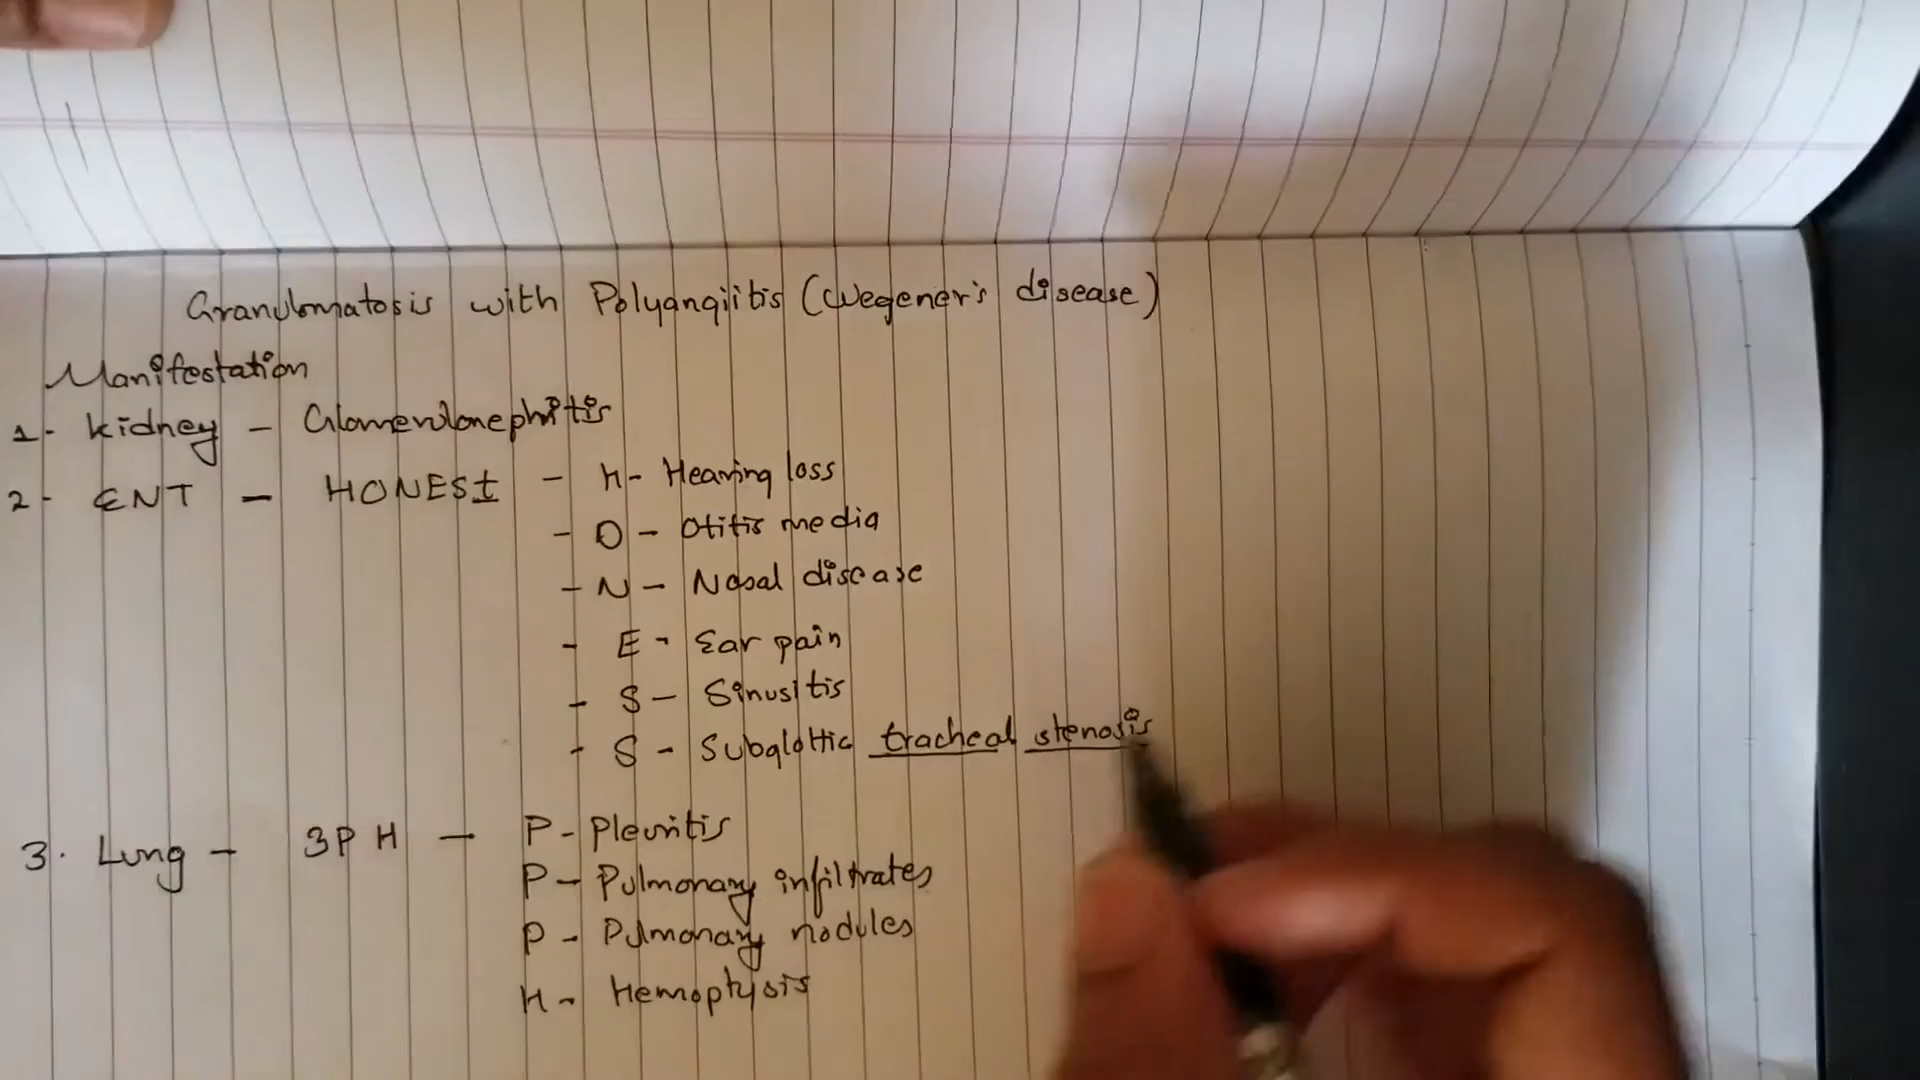 Granulomatosis with Polyangiitis (Wegener's disease)
Manifestation
1- Kidney - Glomerulonephritis
2- ENT - HONEST - H- Hearing loss
- O - Otitis media
- N - Nasal disease
- E - Ear pain
- S - Sinusitis
- S - Subglottic tracheal stenosis
3. Lung - 3PH - P - Pleuritis
P - Pulmonary infiltrates
P - Pulmonary nodules
H - Hemoptysis